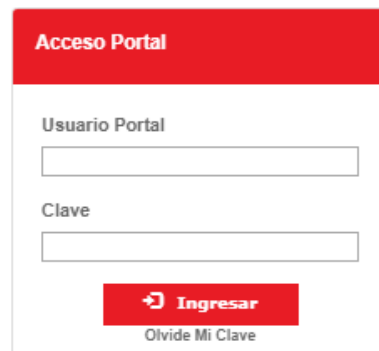 Acceso Portal
Usuario Portal
Clave
Ingresar
Olvide Mi Clave